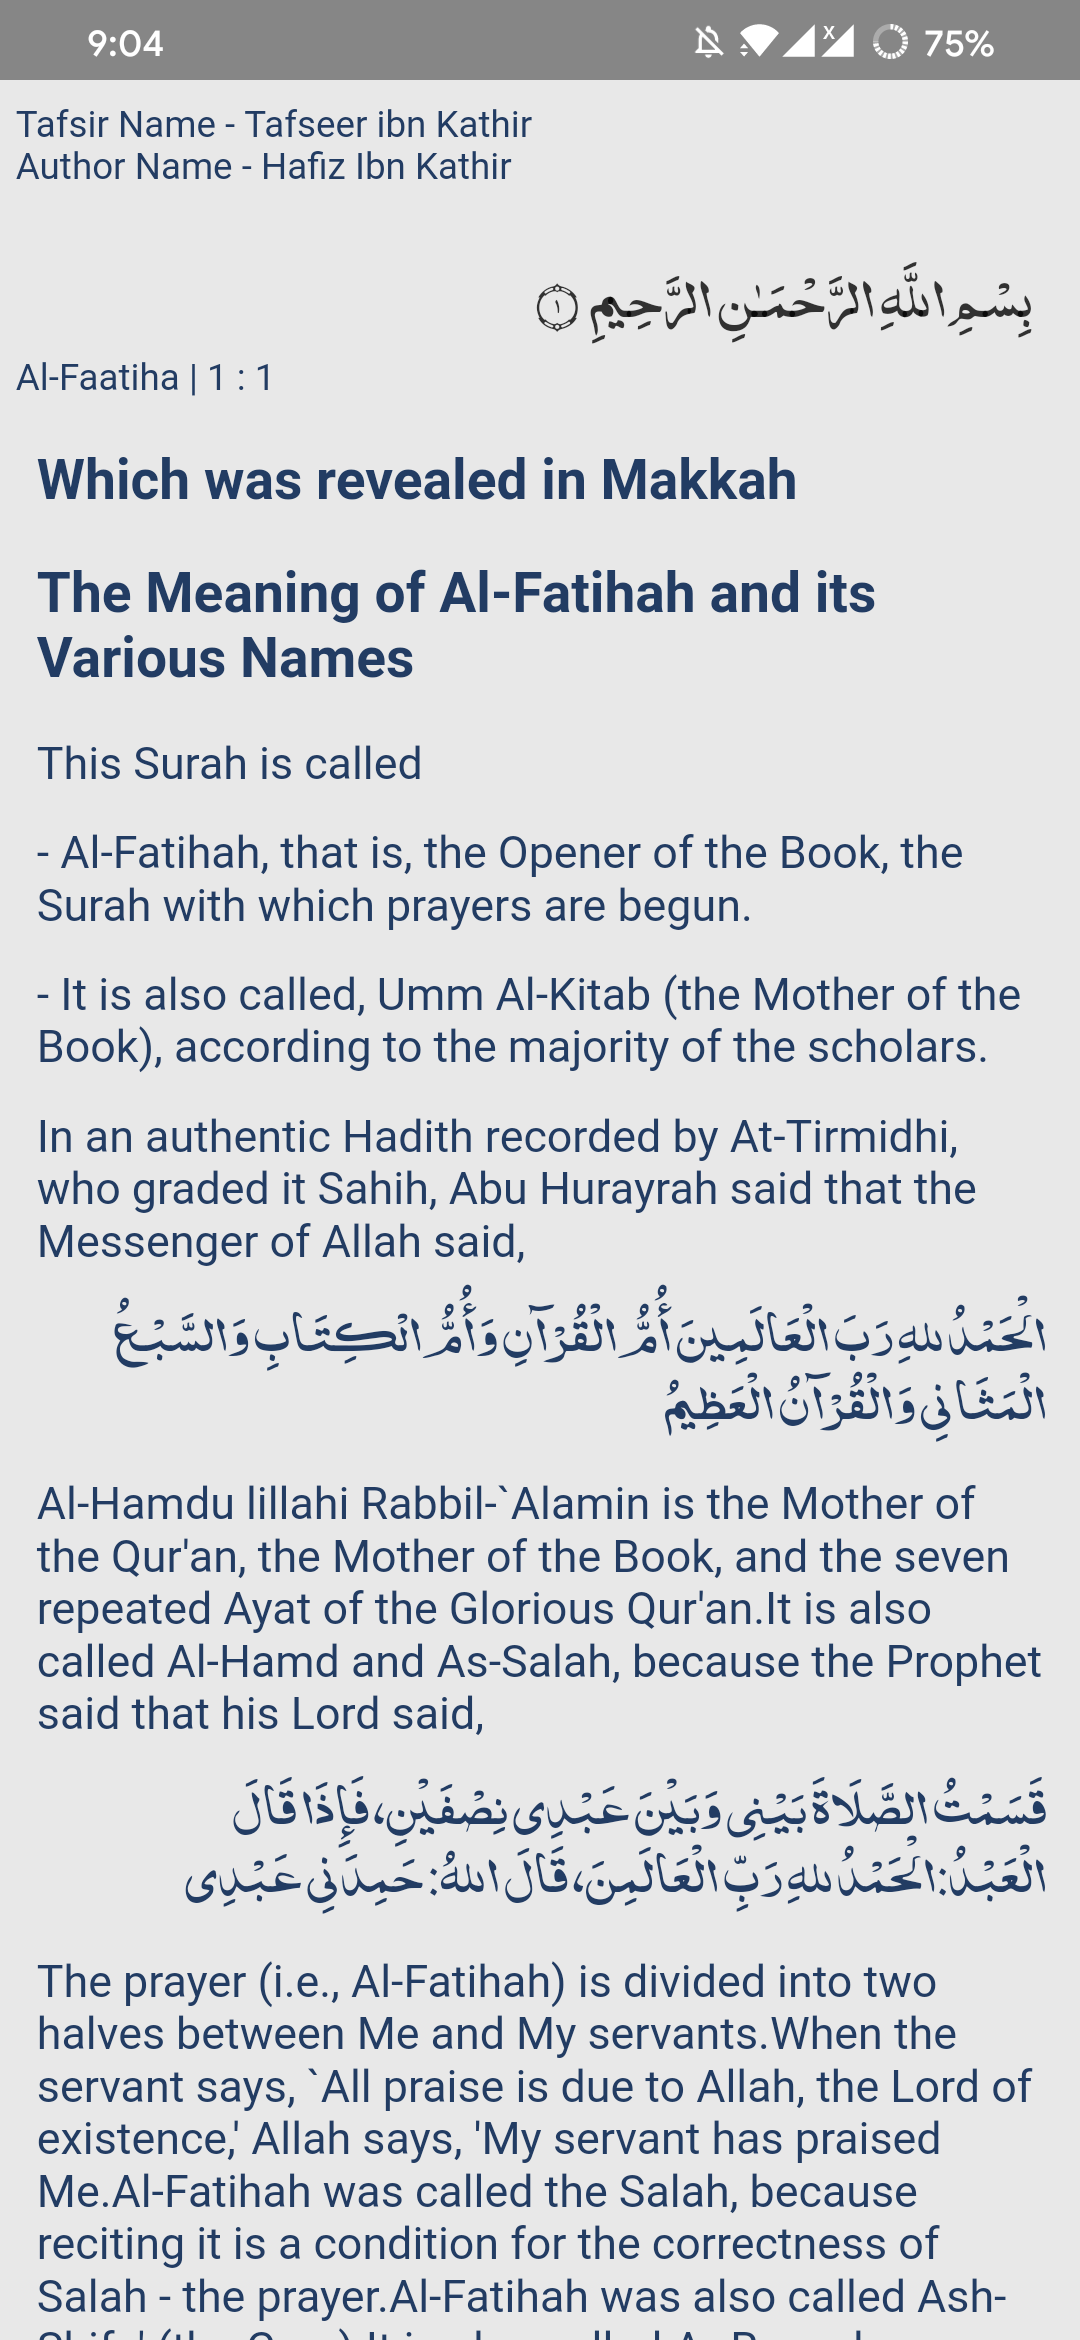 9:04
X
75%
Tafsir Name - Tafseer ibn Kathir
Author Name - Hafiz Ibn Kathir
بِسْمِ اللَّهِ الرَّحْمَـٰنِ الرَّحِيمِ ١
Al-Faatiha | 1 : 1
Which was revealed in Makkah
The Meaning of Al-Fatihah and its
Various Names
This Surah is called
- Al-Fatihah, that is, the Opener of the Book, the
Surah with which prayers are begun.
- It is also called, Umm Al-Kitab (the Mother of the
Book), according to the majority of the scholars.
In an authentic Hadith recorded by At-Tirmidhi,
who graded it Sahih, Abu Hurayrah said that the
Messenger of Allah said,
الْحَمْدُ للهِ رَبَ الْعَالَمِينَ أُمُّ الْقُرْآنِ وَأُمُّ الْكِتَابِ وَالسَّبْعُ
الْمَثَانِي وَالْقُرْآنُ الْعَظِيمُ
Al-Hamdu lillahi Rabbil-`Alamin is the Mother of
the Qur'an, the Mother of the Book, and the seven
repeated Ayat of the Glorious Qur'an.It is also
called Al-Hamd and As-Salah, because the Prophet
said that his Lord said,
قَسَمْتُ الصَّلَاةَ بَيْنِى وَبَيْنَ عَبْدِى نِصْفَيْنِ، فَإِذَا قَالَ
الْعَبْدُ:الْحَمْدُ للهِ رَبِّ الْعَالَمِنَ، قَالَ اللهُ: حَمِدَنِي عَبْدِى
The prayer (i.e., Al-Fatihah) is divided into two
halves between Me and My servants.When the
servant says, `All praise is due to Allah, the Lord of
existence,' Allah says, 'My servant has praised
Me.Al-Fatihah was called the Salah, because
reciting it is a condition for the correctness of
Salah - the prayer.Al-Fatihah was also called Ash-